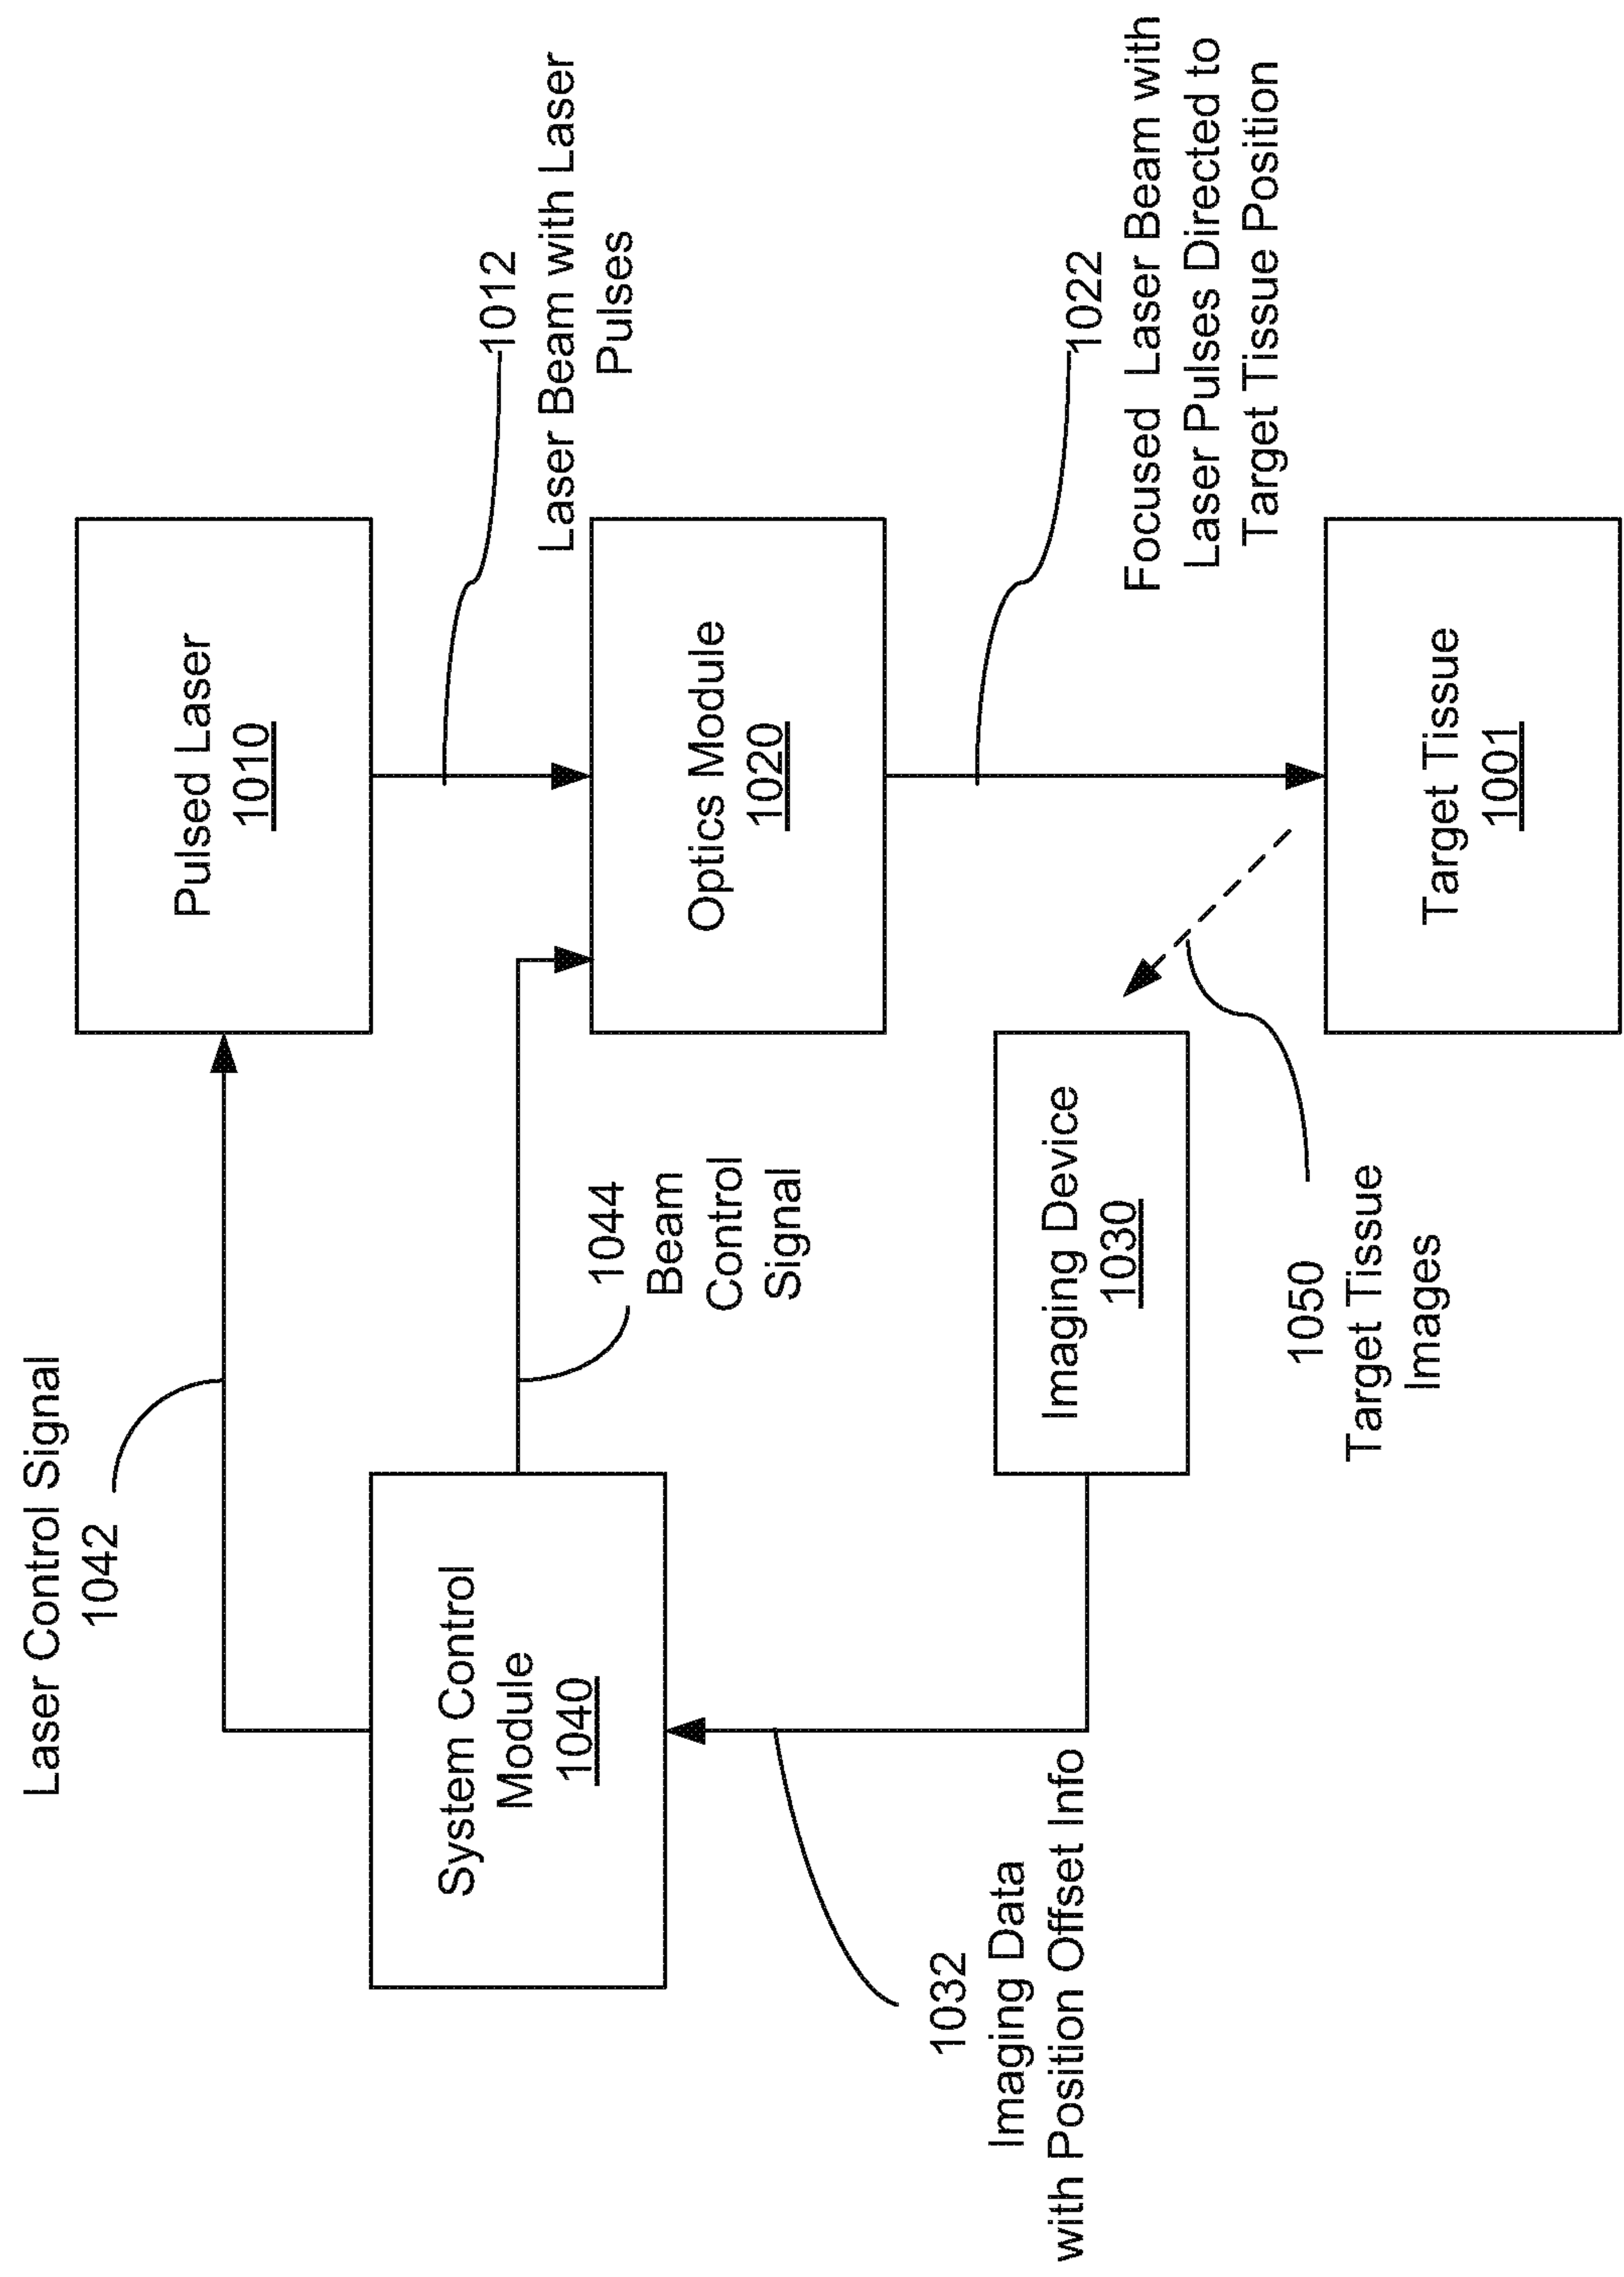 Laser Control Signal
1042
Pulsed Laser
1010
1012
Laser Beam with Laser
Pulses
System Control
Module
1040
1044
Beam
Control
Signal
Optics Module
1020
1022
Focused Laser Beam with
Laser Pulses Directed to
Target Tissue Position
1032
Imaging Data
with Position Offset Info
Imaging Device
1030
1050
Target Tissue
Images
Target Tissue
1001